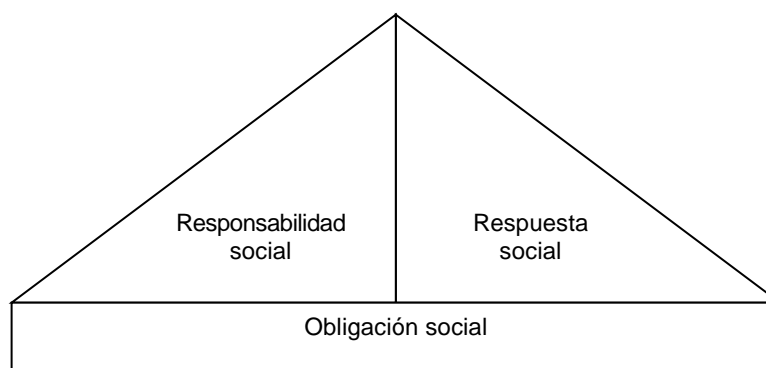 Responsabilidad
social
Respuesta
social
Obligación social